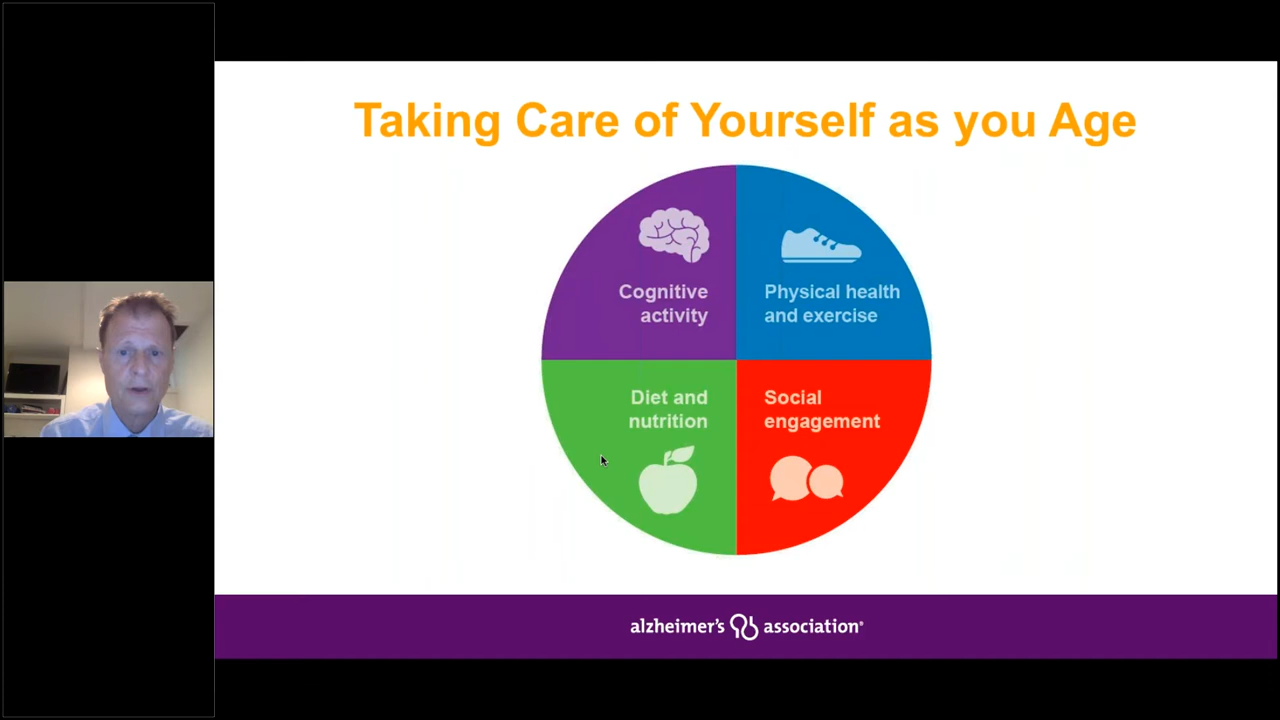 Taking Care of Yourself as you Age
Cognitive
activity
Physical health
and exercise
Diet and
nutrition
Social
engagement
alzheimer's association®